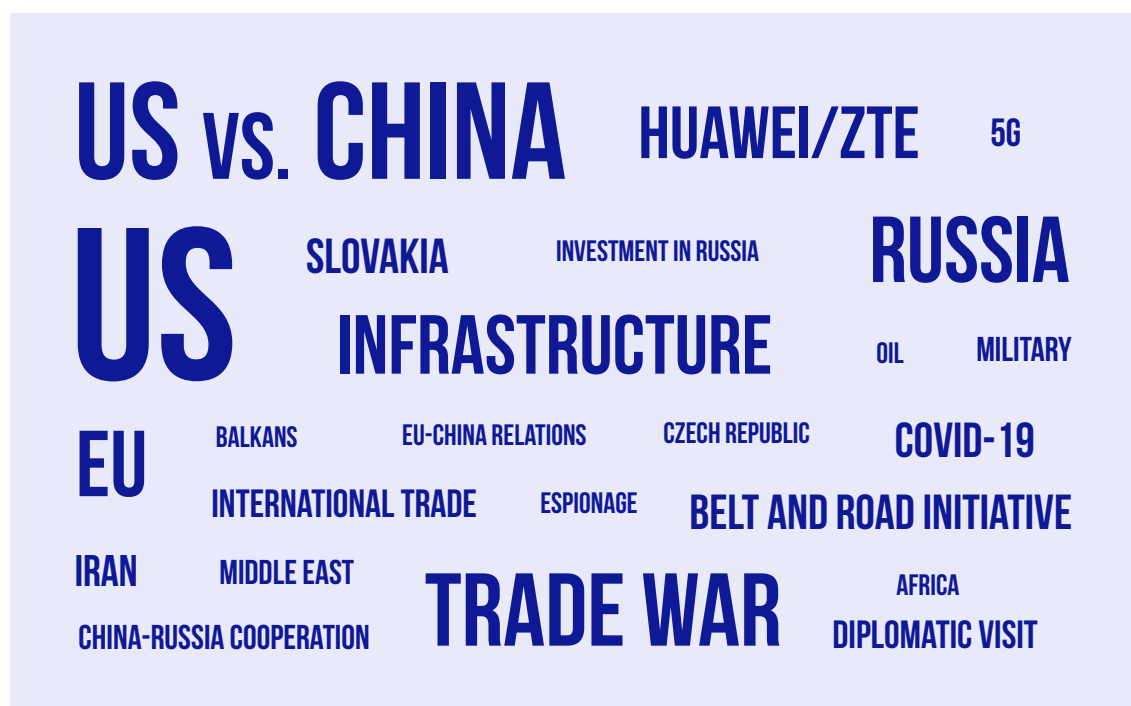 US VS. CHINA HUAWEI/ZTE 5G
US SLOVAKIA INVESTMENT IN RUSSIA RUSSIA
INFRASTRUCTURE OIL MILITARY
EU BALKANS EU-CHINA RELATIONS CZECH REPUBLIC COVID-19
INTERNATIONAL TRADE ESPIONAGE BELT AND ROAD INITIATIVE
IRAN MIDDLE EAST TRADE WAR AFRICA
CHINA-RUSSIA COOPERATION DIPLOMATIC VISIT